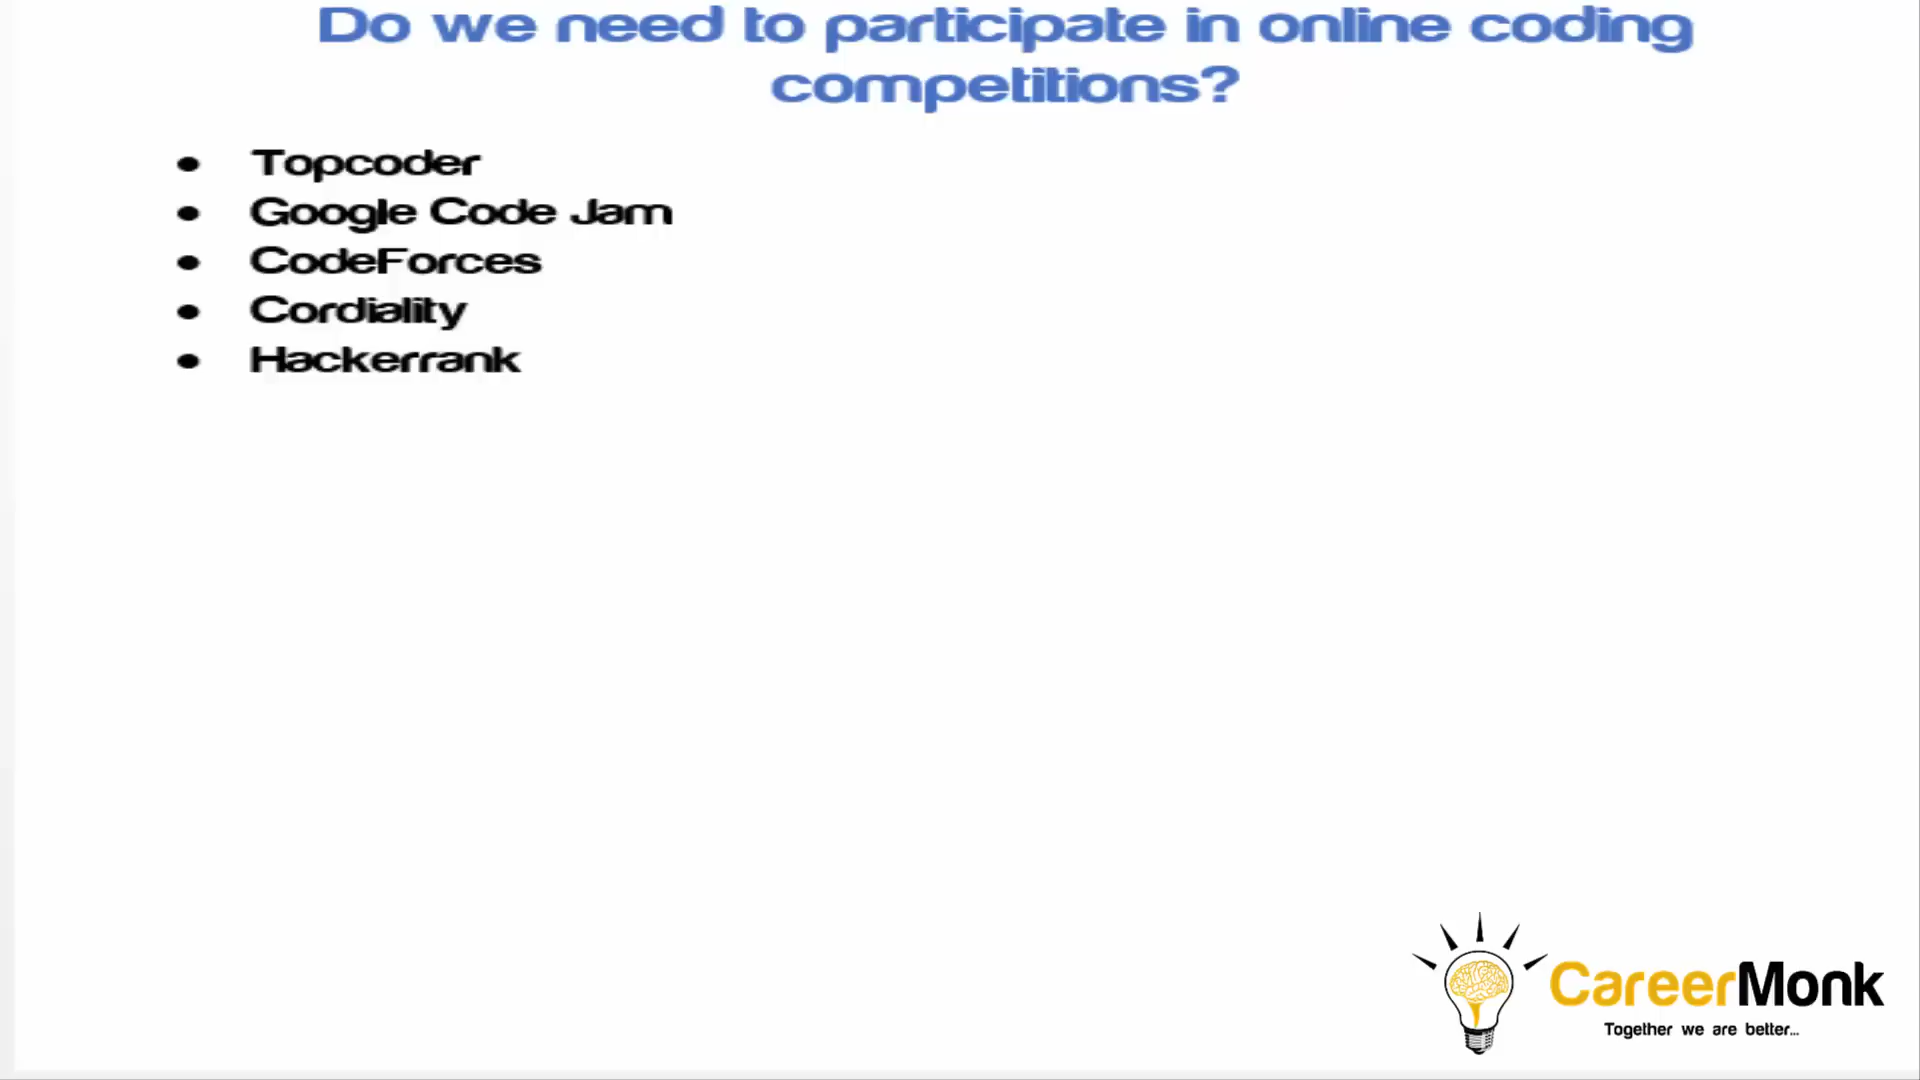 Do we need to participate in online coding
competitions?
Topcoder
Google Code Jam
CodeForces
Cordiality
Hackerrank
CareerMonk
Together we are better...